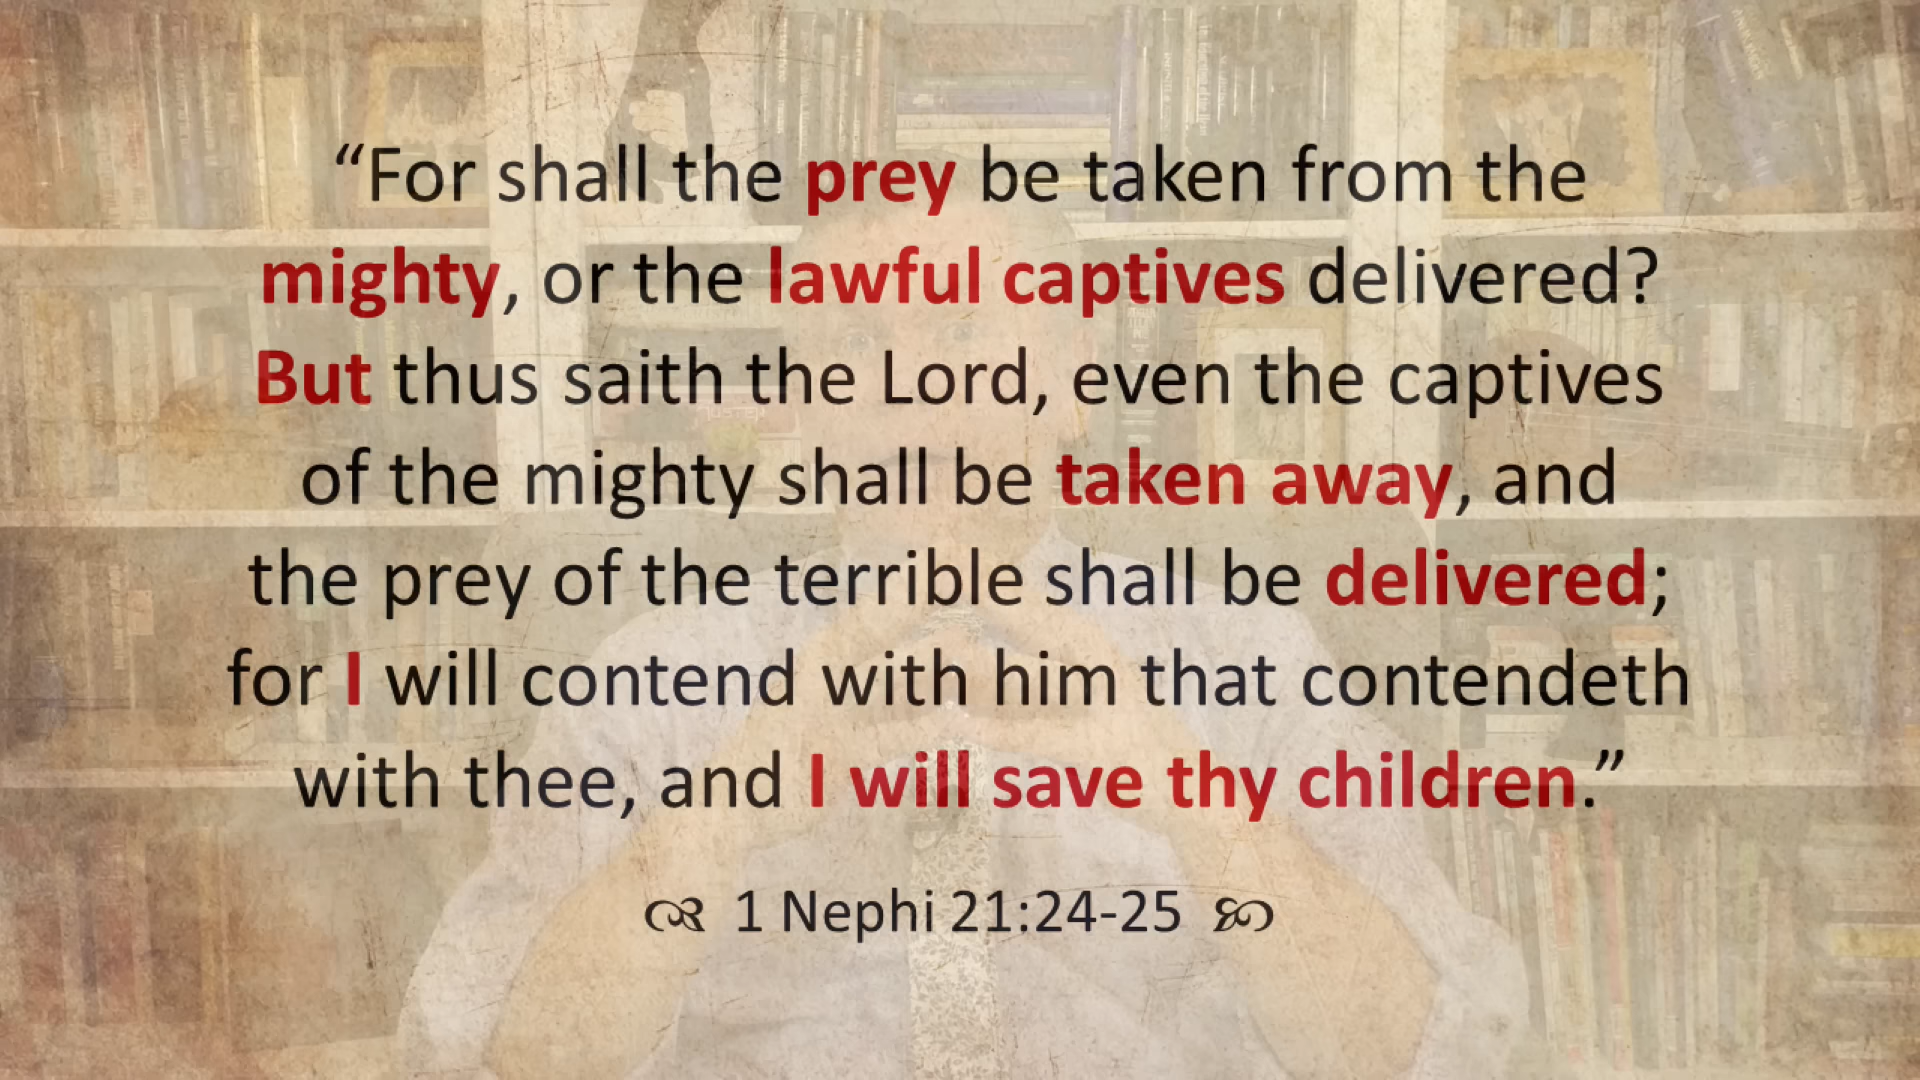 “For shall the prey be taken from the
mighty, or the lawful captives delivered?
But thus saith the Lord, even the captives
of the mighty shall be taken away, and
the prey of the terrible shall be delivered;
for I will contend with him that contendeth
with thee, and I will save thy children.”
1 Nephi 21:24-25